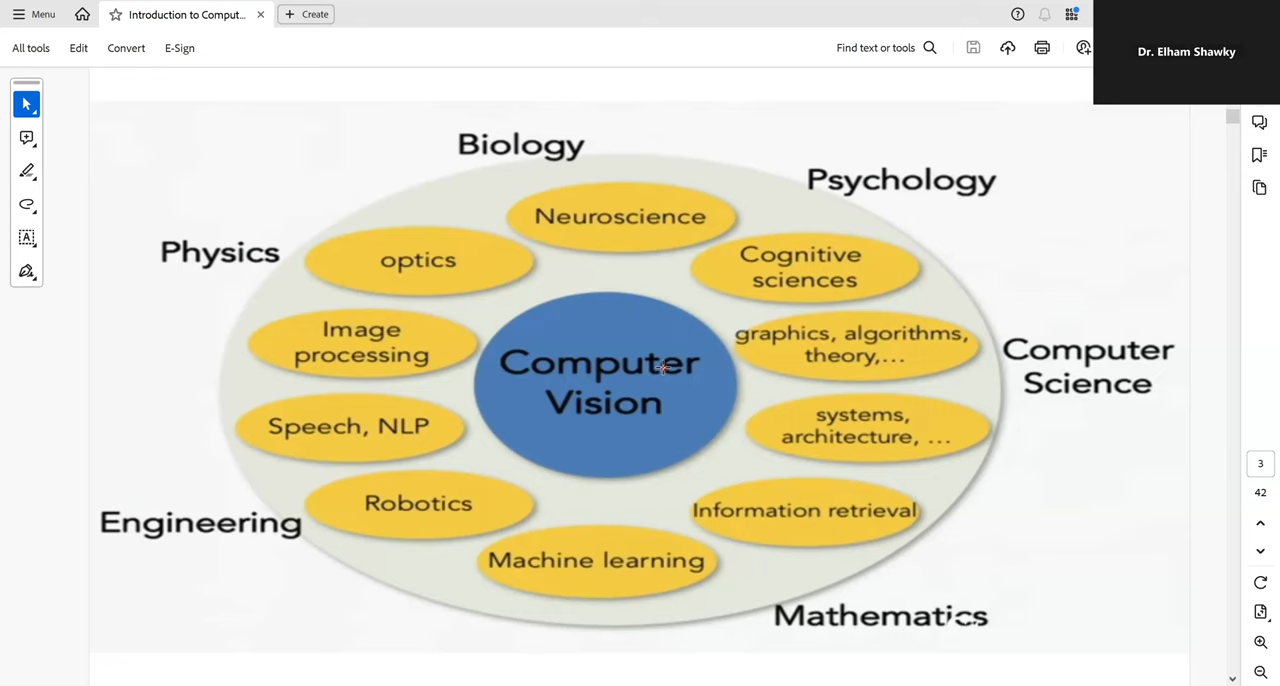 Menu
Introduction to Comput...
Create
All tools
Edit
Convert
E-Sign
Find text or tools
Dr. Elham Shawky
Biology
Psychology
Neuroscience
Physics
optics
Cognitive
sciences
Image
processing
graphics, algorithms,
theory,...
Computer
Vision
Computer
Science
Speech, NLP
systems,
architecture, ...
Robotics
Information retrieval
Engineering
Machine learning
Mathematics
3
42